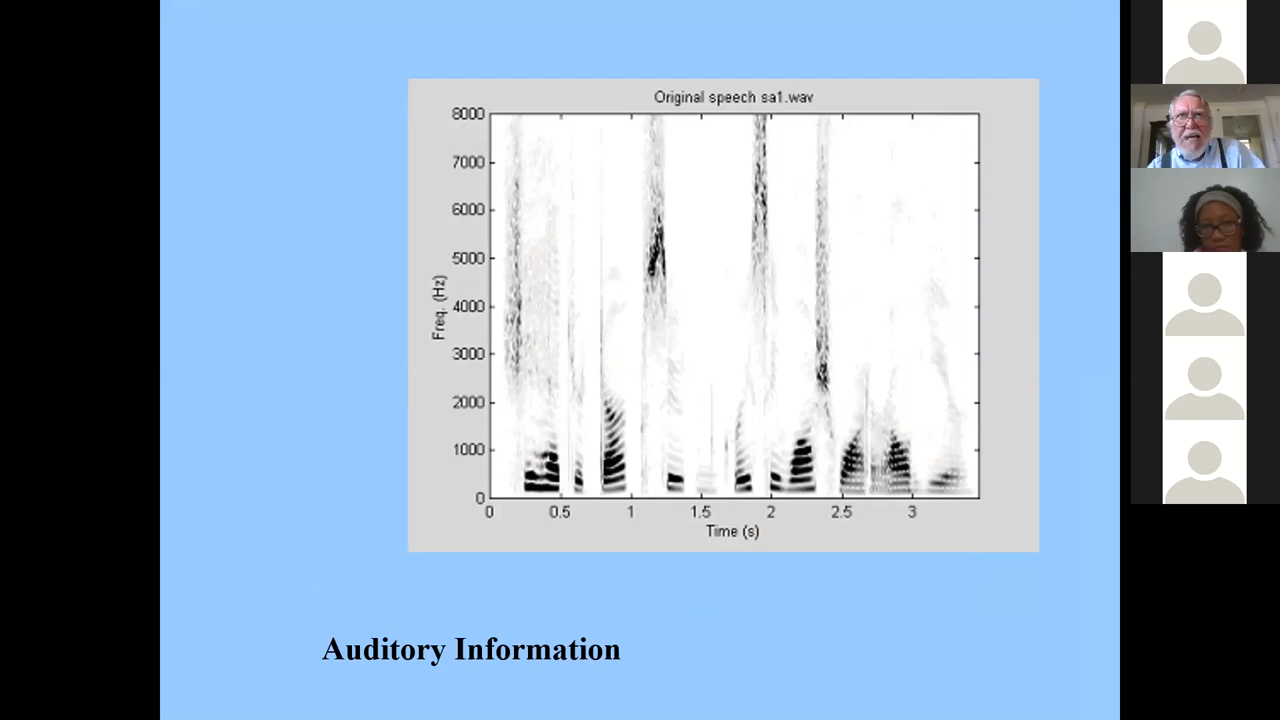 Original speech sa1.wav
8000
7000
6000
5000
4000
3000
2000
1000
0
Freq. (Hz)
0 0.5 1 1.5 2 2.5 3
Time (s)
Auditory Information